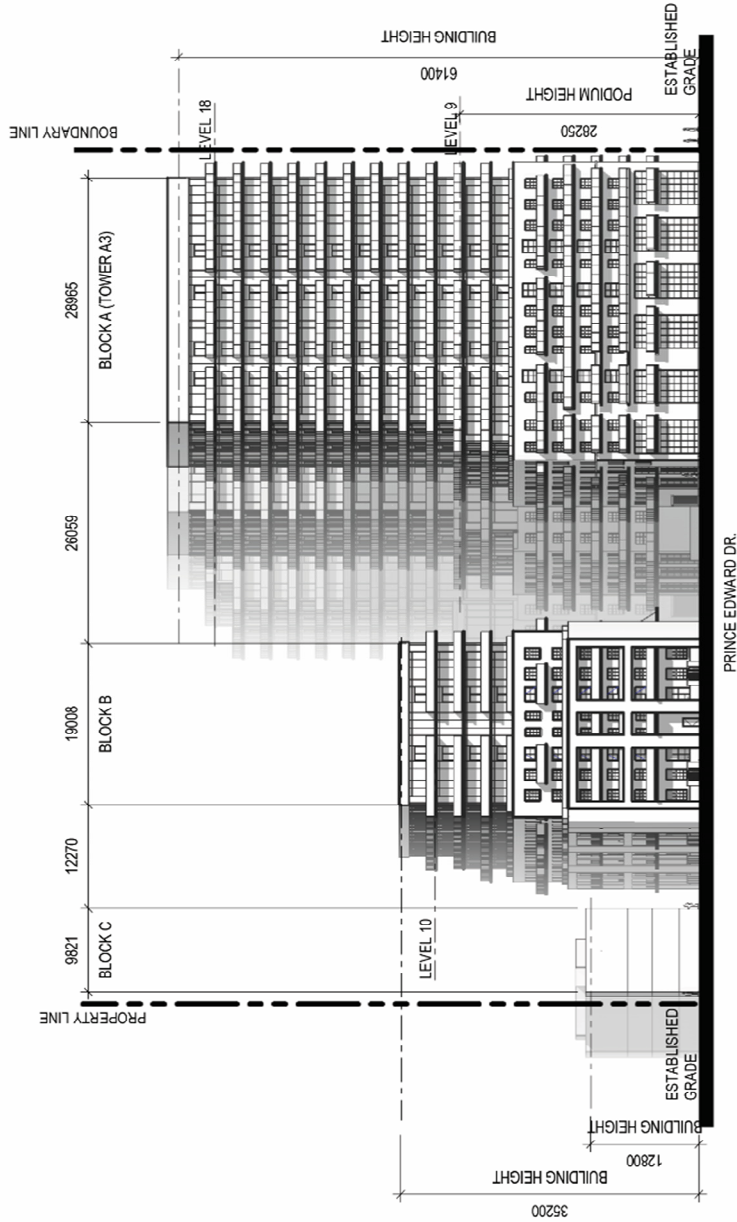 BUILDING HEIGHT
61400
ESTABLISHED
GRADE
PODIUM HEIGHT
28250
BOUNDARY LINE
LEVEL 18
LEVEL 9
28965
BLOCK A (TOWER A3)
26059
19008
BLOCK B
12270
9821
BLOCK C
LEVEL 10
PROPERTY LINE
PRINCE EDWARD DR.
ESTABLISHED
GRADE
BUILDING HEIGHT
12800
BUILDING HEIGHT
35200